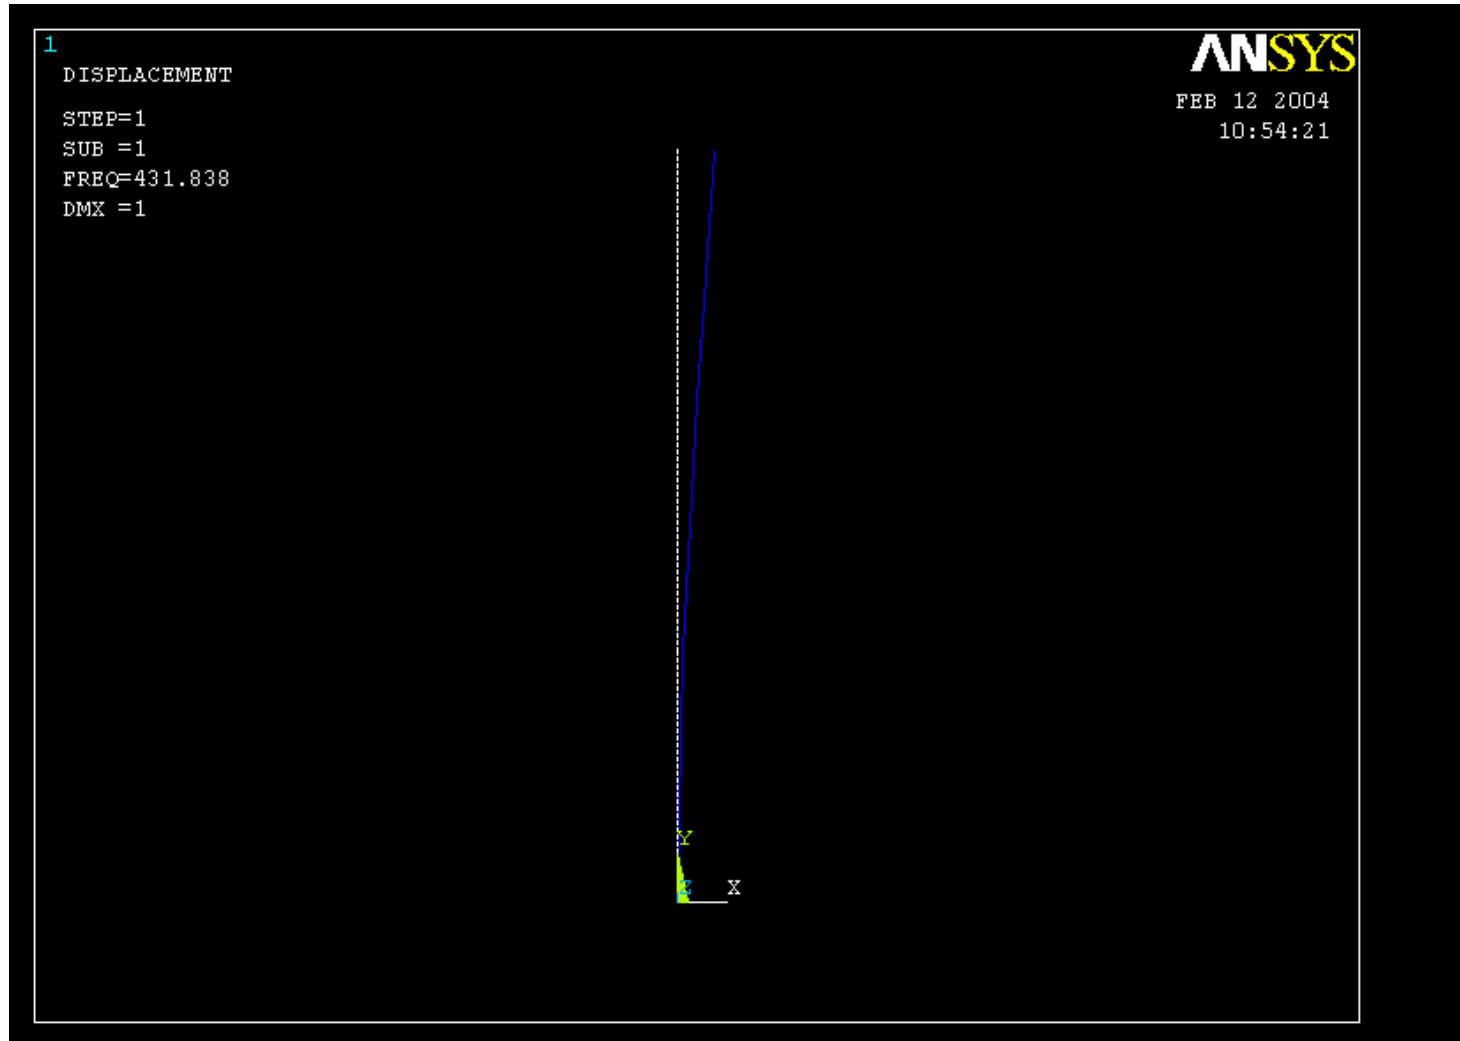 1
DISPLACEMENT
STEP=1
SUB =1
FREQ=431.838
DMX =1
ANSYS
FEB 12 2004
10:54:21
Y
Z
X